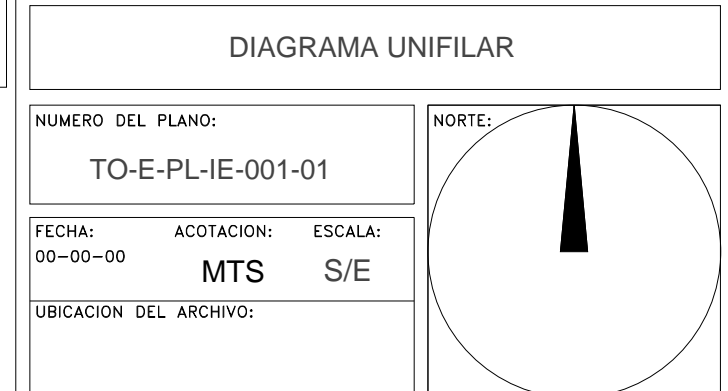 DIAGRAMA UNIFILAR
NUMERO DEL PLANO:
TO-E-PL-IE-001-01
NORTE:
FECHA: ACOTACION: ESCALA:
00-00-00 MTS S/E
UBICACION DEL ARCHIVO: